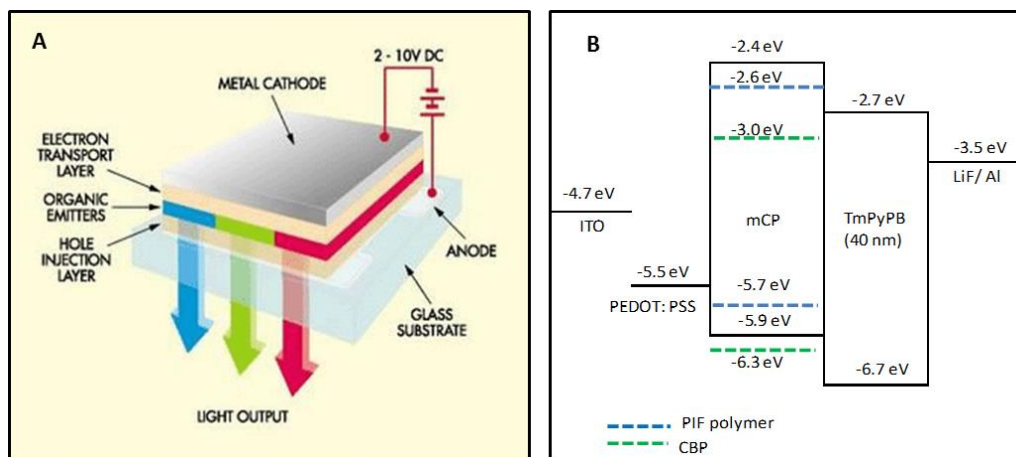 A
2 - 10V DC
METAL CATHODE
ELECTRON
TRANSPORT
LAYER
ORGANIC
EMITTERS
HOLE
INJECTION
LAYER
ANODE
GLASS
SUBSTRATE
LIGHT OUTPUT
B
-2.4 eV
-2.6 eV
-2.7 eV
-3.0 eV
-3.5 eV
LiF/ Al
-4.7 eV
ITO
mCP
TmPyPB
(40 nm)
-5.5 eV
PEDOT: PSS
-5.7 eV
-5.9 eV
-6.3 eV
-6.7 eV
PIF polymer
CBP